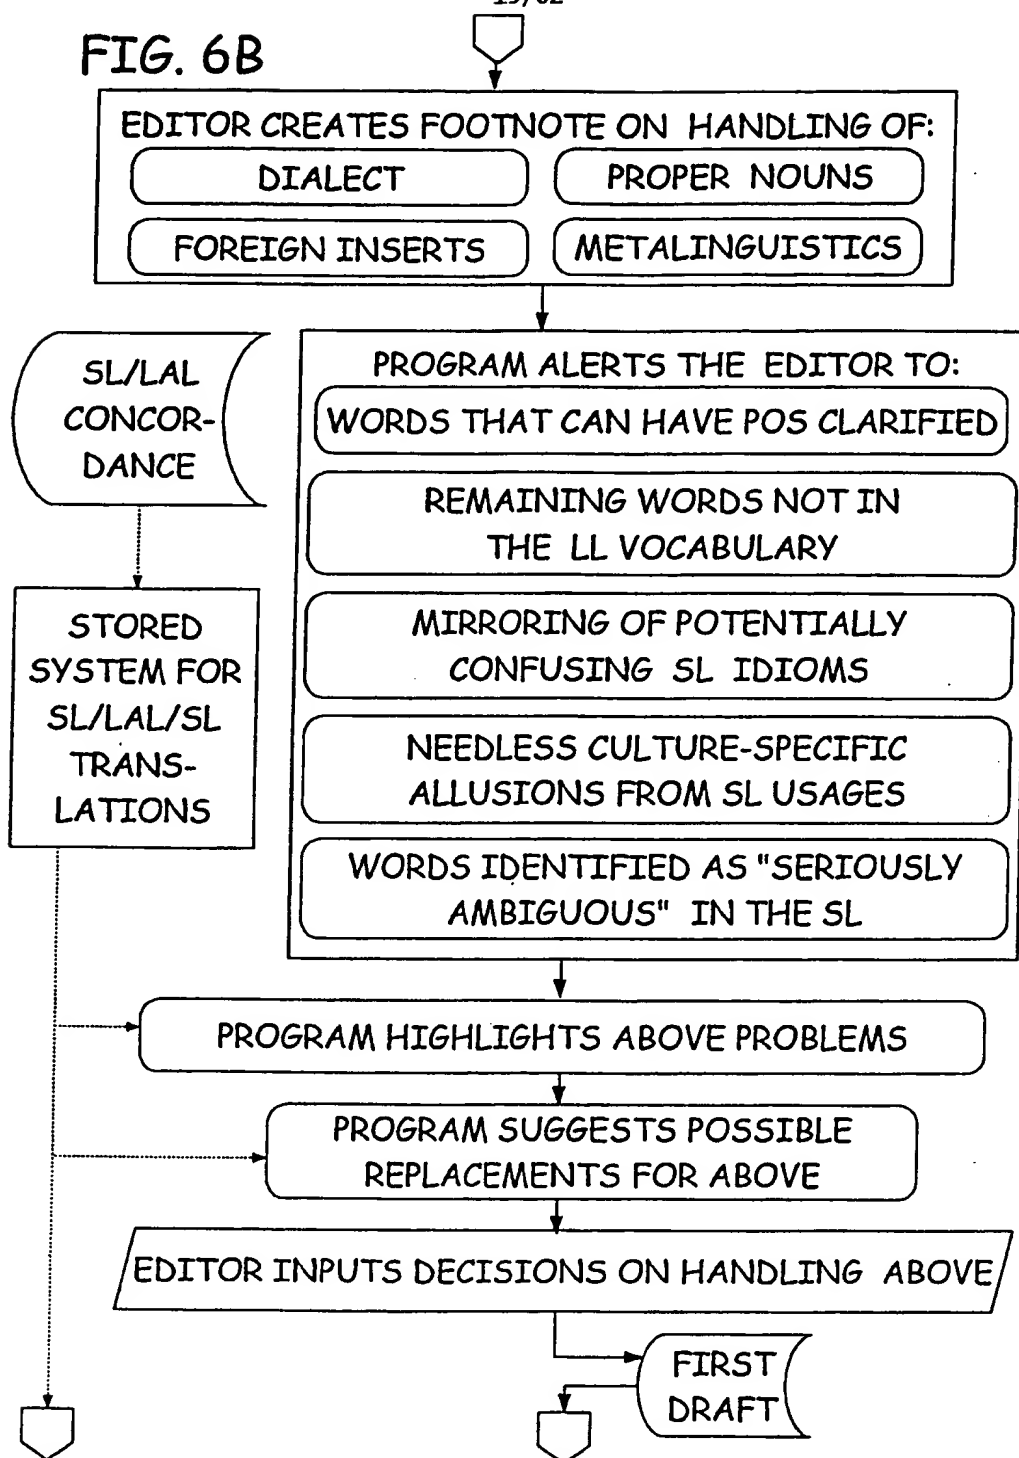 FIG. 6B
EDITOR CREATES FOOTNOTE ON HANDLING OF:
DIALECT
PROPER NOUNS
FOREIGN INSERTS
METALINGUISTICS
SL/LAL
CONCOR-
DANCE
STORED
SYSTEM FOR
SL/LAL/SL
TRANS-
LATIONS
PROGRAM ALERTS THE EDITOR TO:
WORDS THAT CAN HAVE POS CLARIFIED
REMAINING WORDS NOT IN
THE LL VOCABULARY
MIRRORING OF POTENTIALLY
CONFUSING SL IDIOMS
NEEDLESS CULTURE-SPECIFIC
ALLUSIONS FROM SL USAGES
WORDS IDENTIFIED AS "SERIOUSLY
AMBIGUOUS" IN THE SL
PROGRAM HIGHLIGHTS ABOVE PROBLEMS
PROGRAM SUGGESTS POSSIBLE
REPLACEMENTS FOR ABOVE
EDITOR INPUTS DECISIONS ON HANDLING ABOVE
FIRST
DRAFT